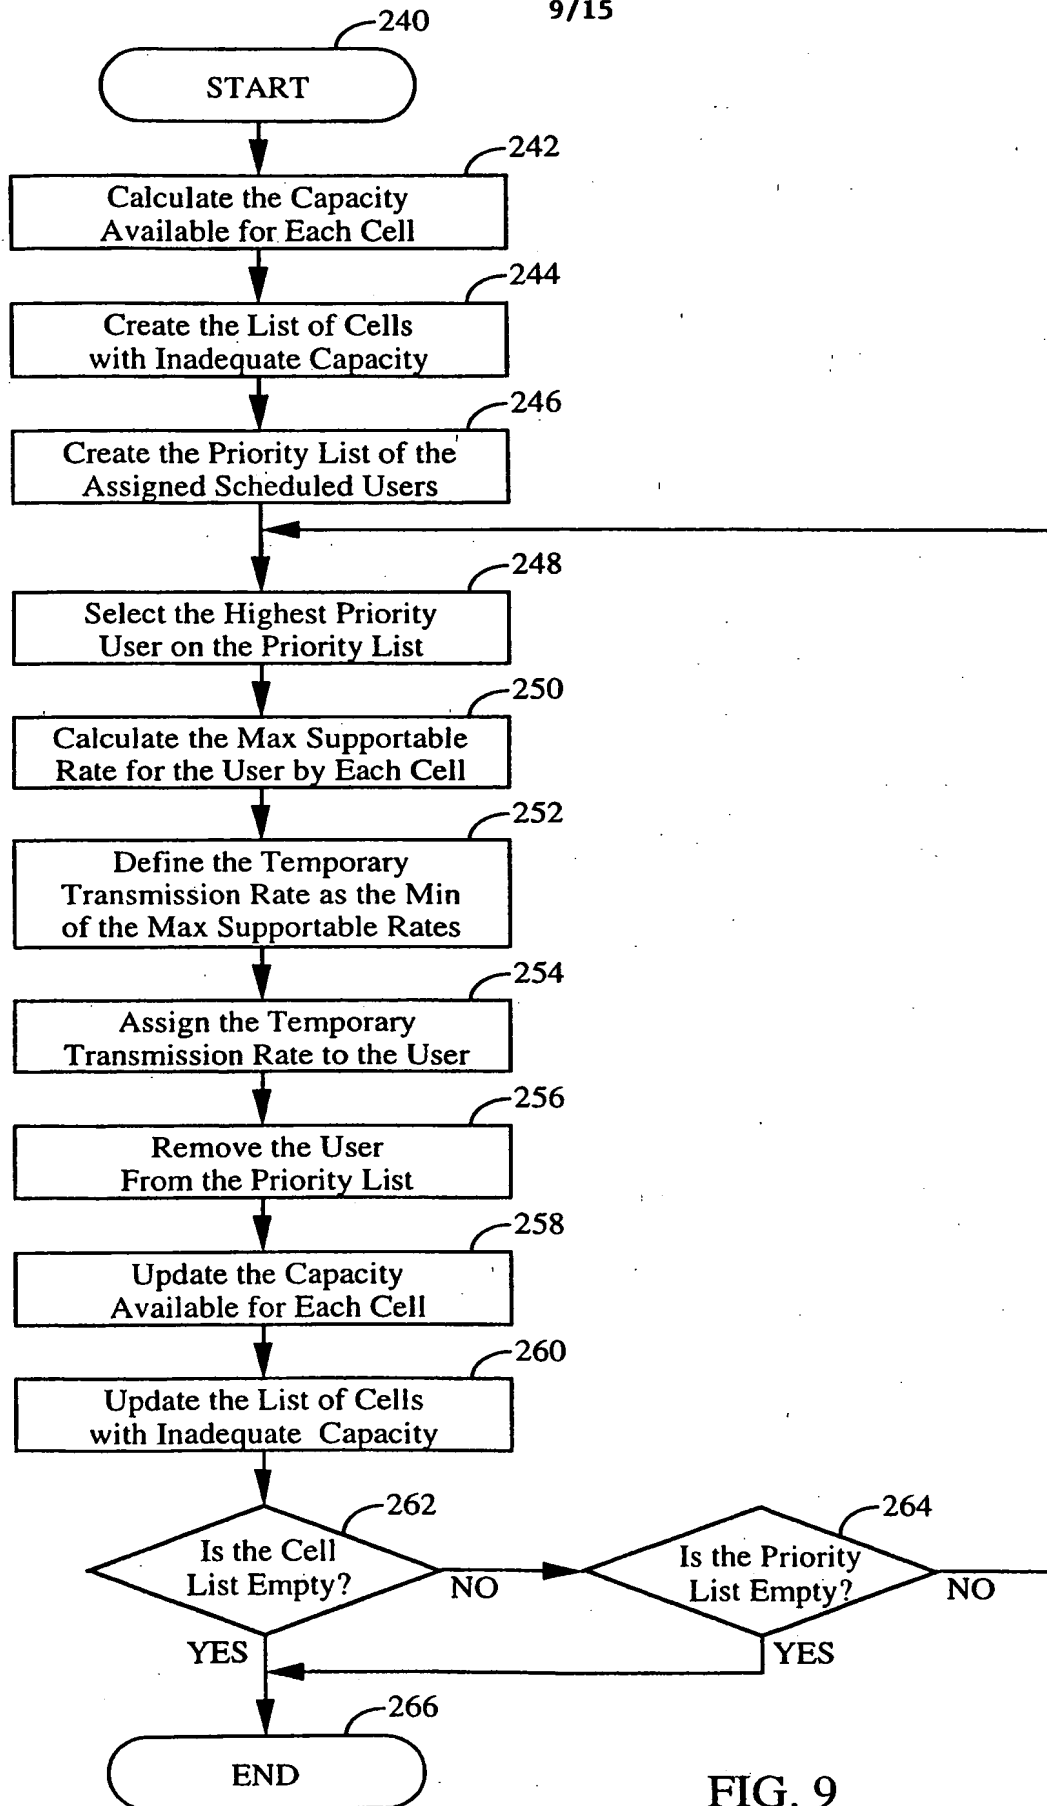 9/15
240
START
242
Calculate the Capacity
Available for Each Cell
244
Create the List of Cells
with Inadequate Capacity
246
Create the Priority List of the
Assigned Scheduled Users
248
Select the Highest Priority
User on the Priority List
250
Calculate the Max Supportable
Rate for the User by Each Cell
252
Define the Temporary
Transmission Rate as the Min
of the Max Supportable Rates
254
Assign the Temporary
Transmission Rate to the User
256
Remove the User
From the Priority List
258
Update the Capacity
Available for Each Cell
260
Update the List of Cells
with Inadequate Capacity
262
Is the Cell
List Empty?
NO
264
Is the Priority
List Empty?
NO
YES
YES
266
END
FIG. 9